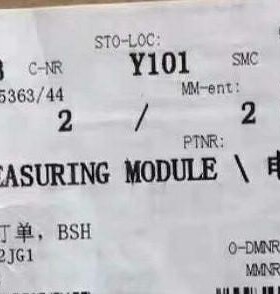 STO-LOC:
C-NR Y101 SMC
5363/44 MM-ent:
2 / 2
PTNR:
EASURING MODULE \ 电
订单, BSH
2JG1 O-DMNR
MMNR